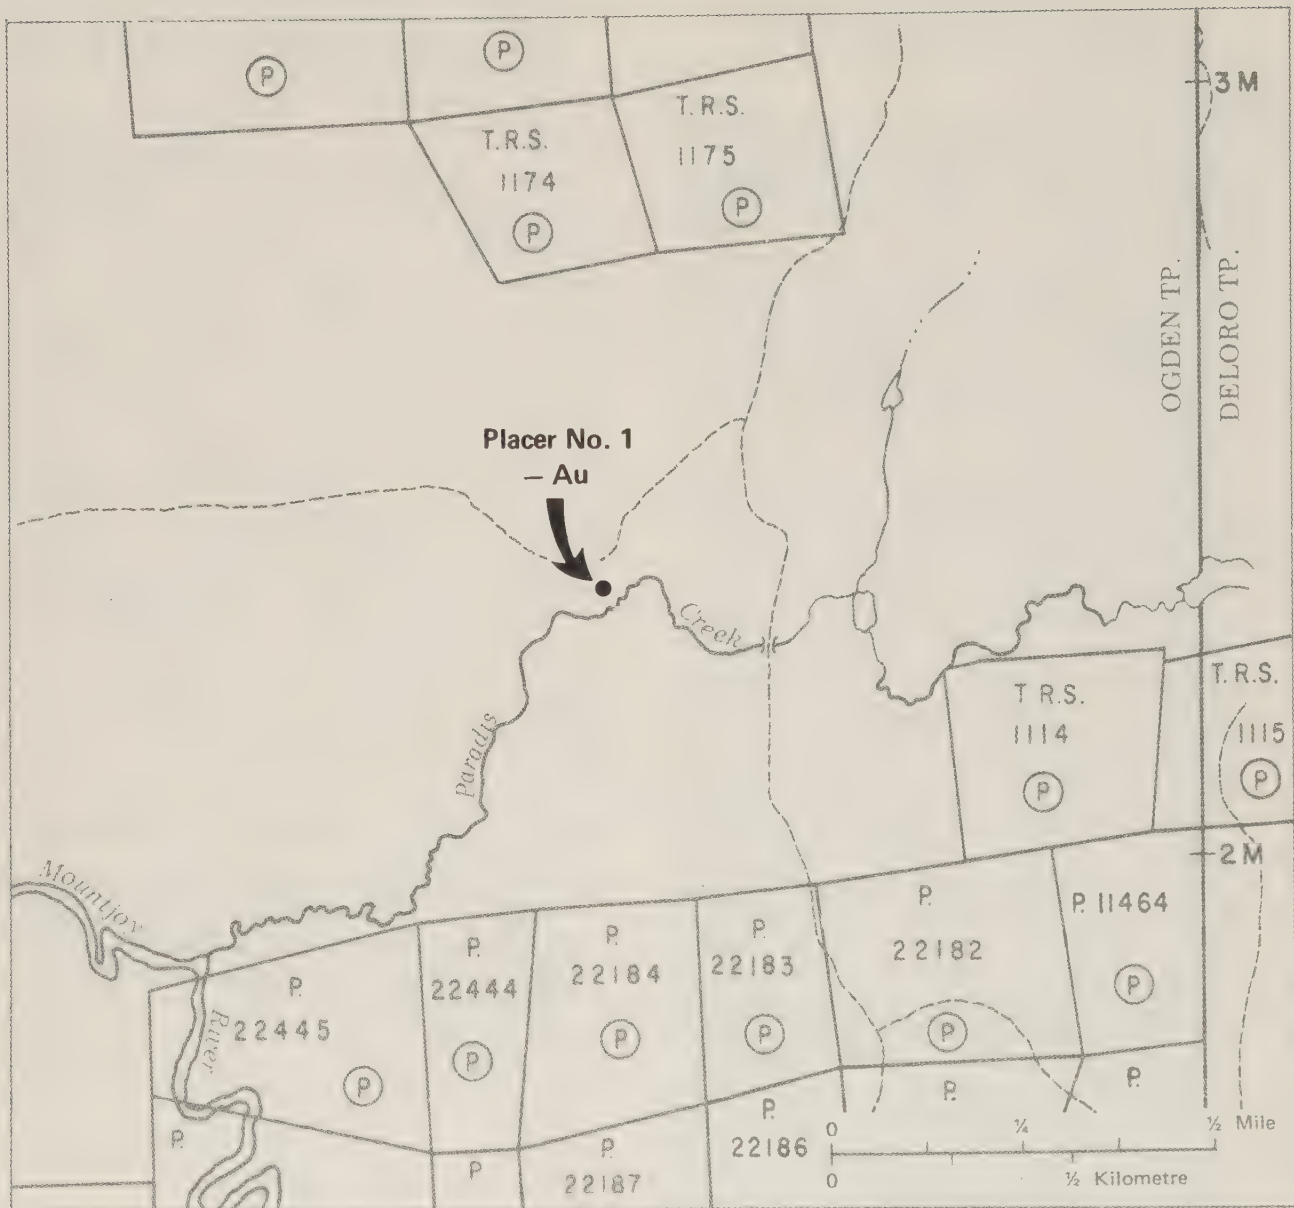 P
P
3 M
T.R.S.
1175
P
T.R.S.
1174
P
OGDEN TP.
DELORO TP.
Placer No. 1
– Au
Creek
Paradis
T.R.S.
1114
P
T.R.S.
1115
P
2 M
Mountjoy
River
P.
22445
P
P.
22444
P
P.
22184
P
P.
22183
P
P.
22182
P
P. 11464
P
P.
P
P.
22187
P.
22186
P.
P.
0 ¼ ½ Mile
0 ½ Kilometre